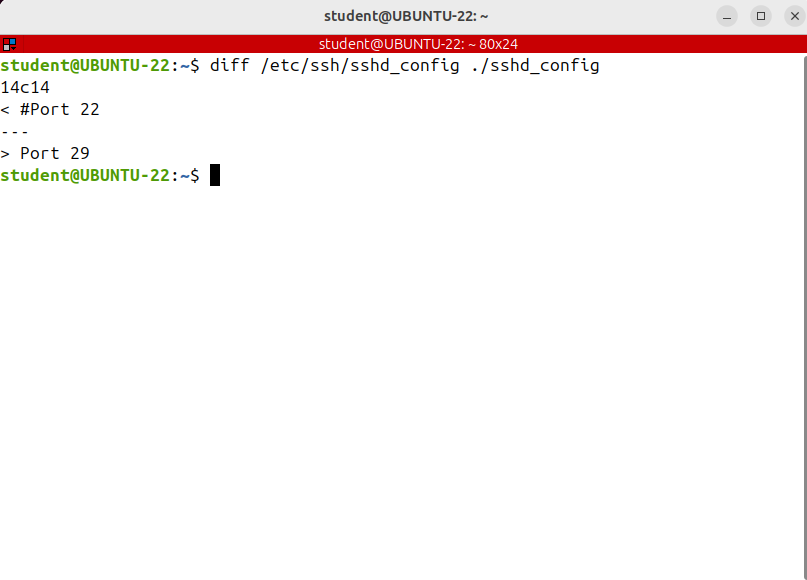 student@UBUNTU-22: ~
student@UBUNTU-22: ~ 80x24
student@UBUNTU-22:~$ diff /etc/ssh/sshd_config ./sshd_config
14c14
< #Port 22
---
> Port 29
student@UBUNTU-22:~$